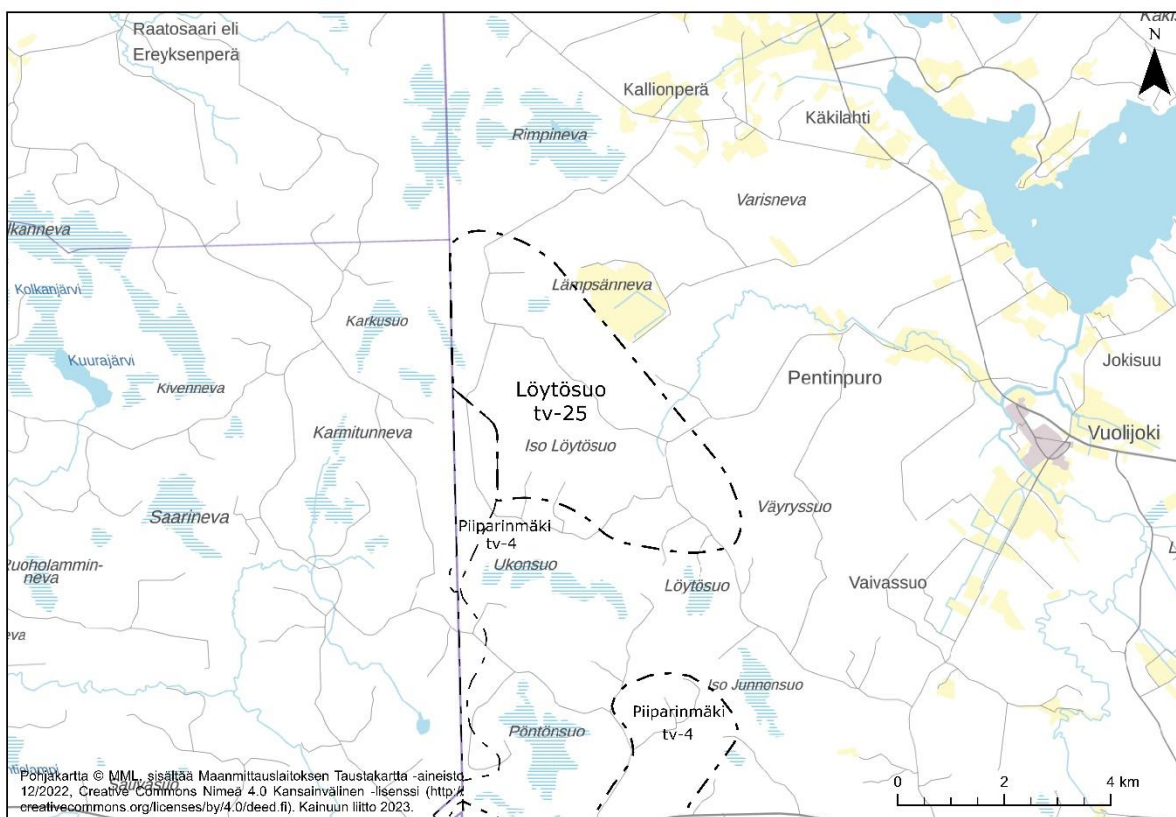 Raatosaari eli
Ereyksenperä
N
Kallionperä
Käkilahti
Rimpineva
Varisneva
Lämpsänneva
Kolkanjärvi
Karkusuo
Kuurajärvi
Kivenneva
Jokisuu
Pentinpuro
Löytösuo
tv-25
Iso Löytösuo
Karmitunneva
Vuolijoki
Saarineva
Väyryssuo
Piiparinmäki
tv-4
Ukonsuo
Löytösuo
Vaivassuo
Ruoholammin-
neva
Iso Junnonsuo
Piiparinmäki
tv-4
Pöntönsuo
Pohjakartta © MML, sisältää Maanmittauslaitoksen Taustakartta -aineisto
12/2022, Creative Commons Nimeä 4.0 Kansainvälinen -lisenssi (http:/
creativecommons.org/licenses/by/4.0/deed.fi). Kainuun liitto 2023.
0 2 4 km